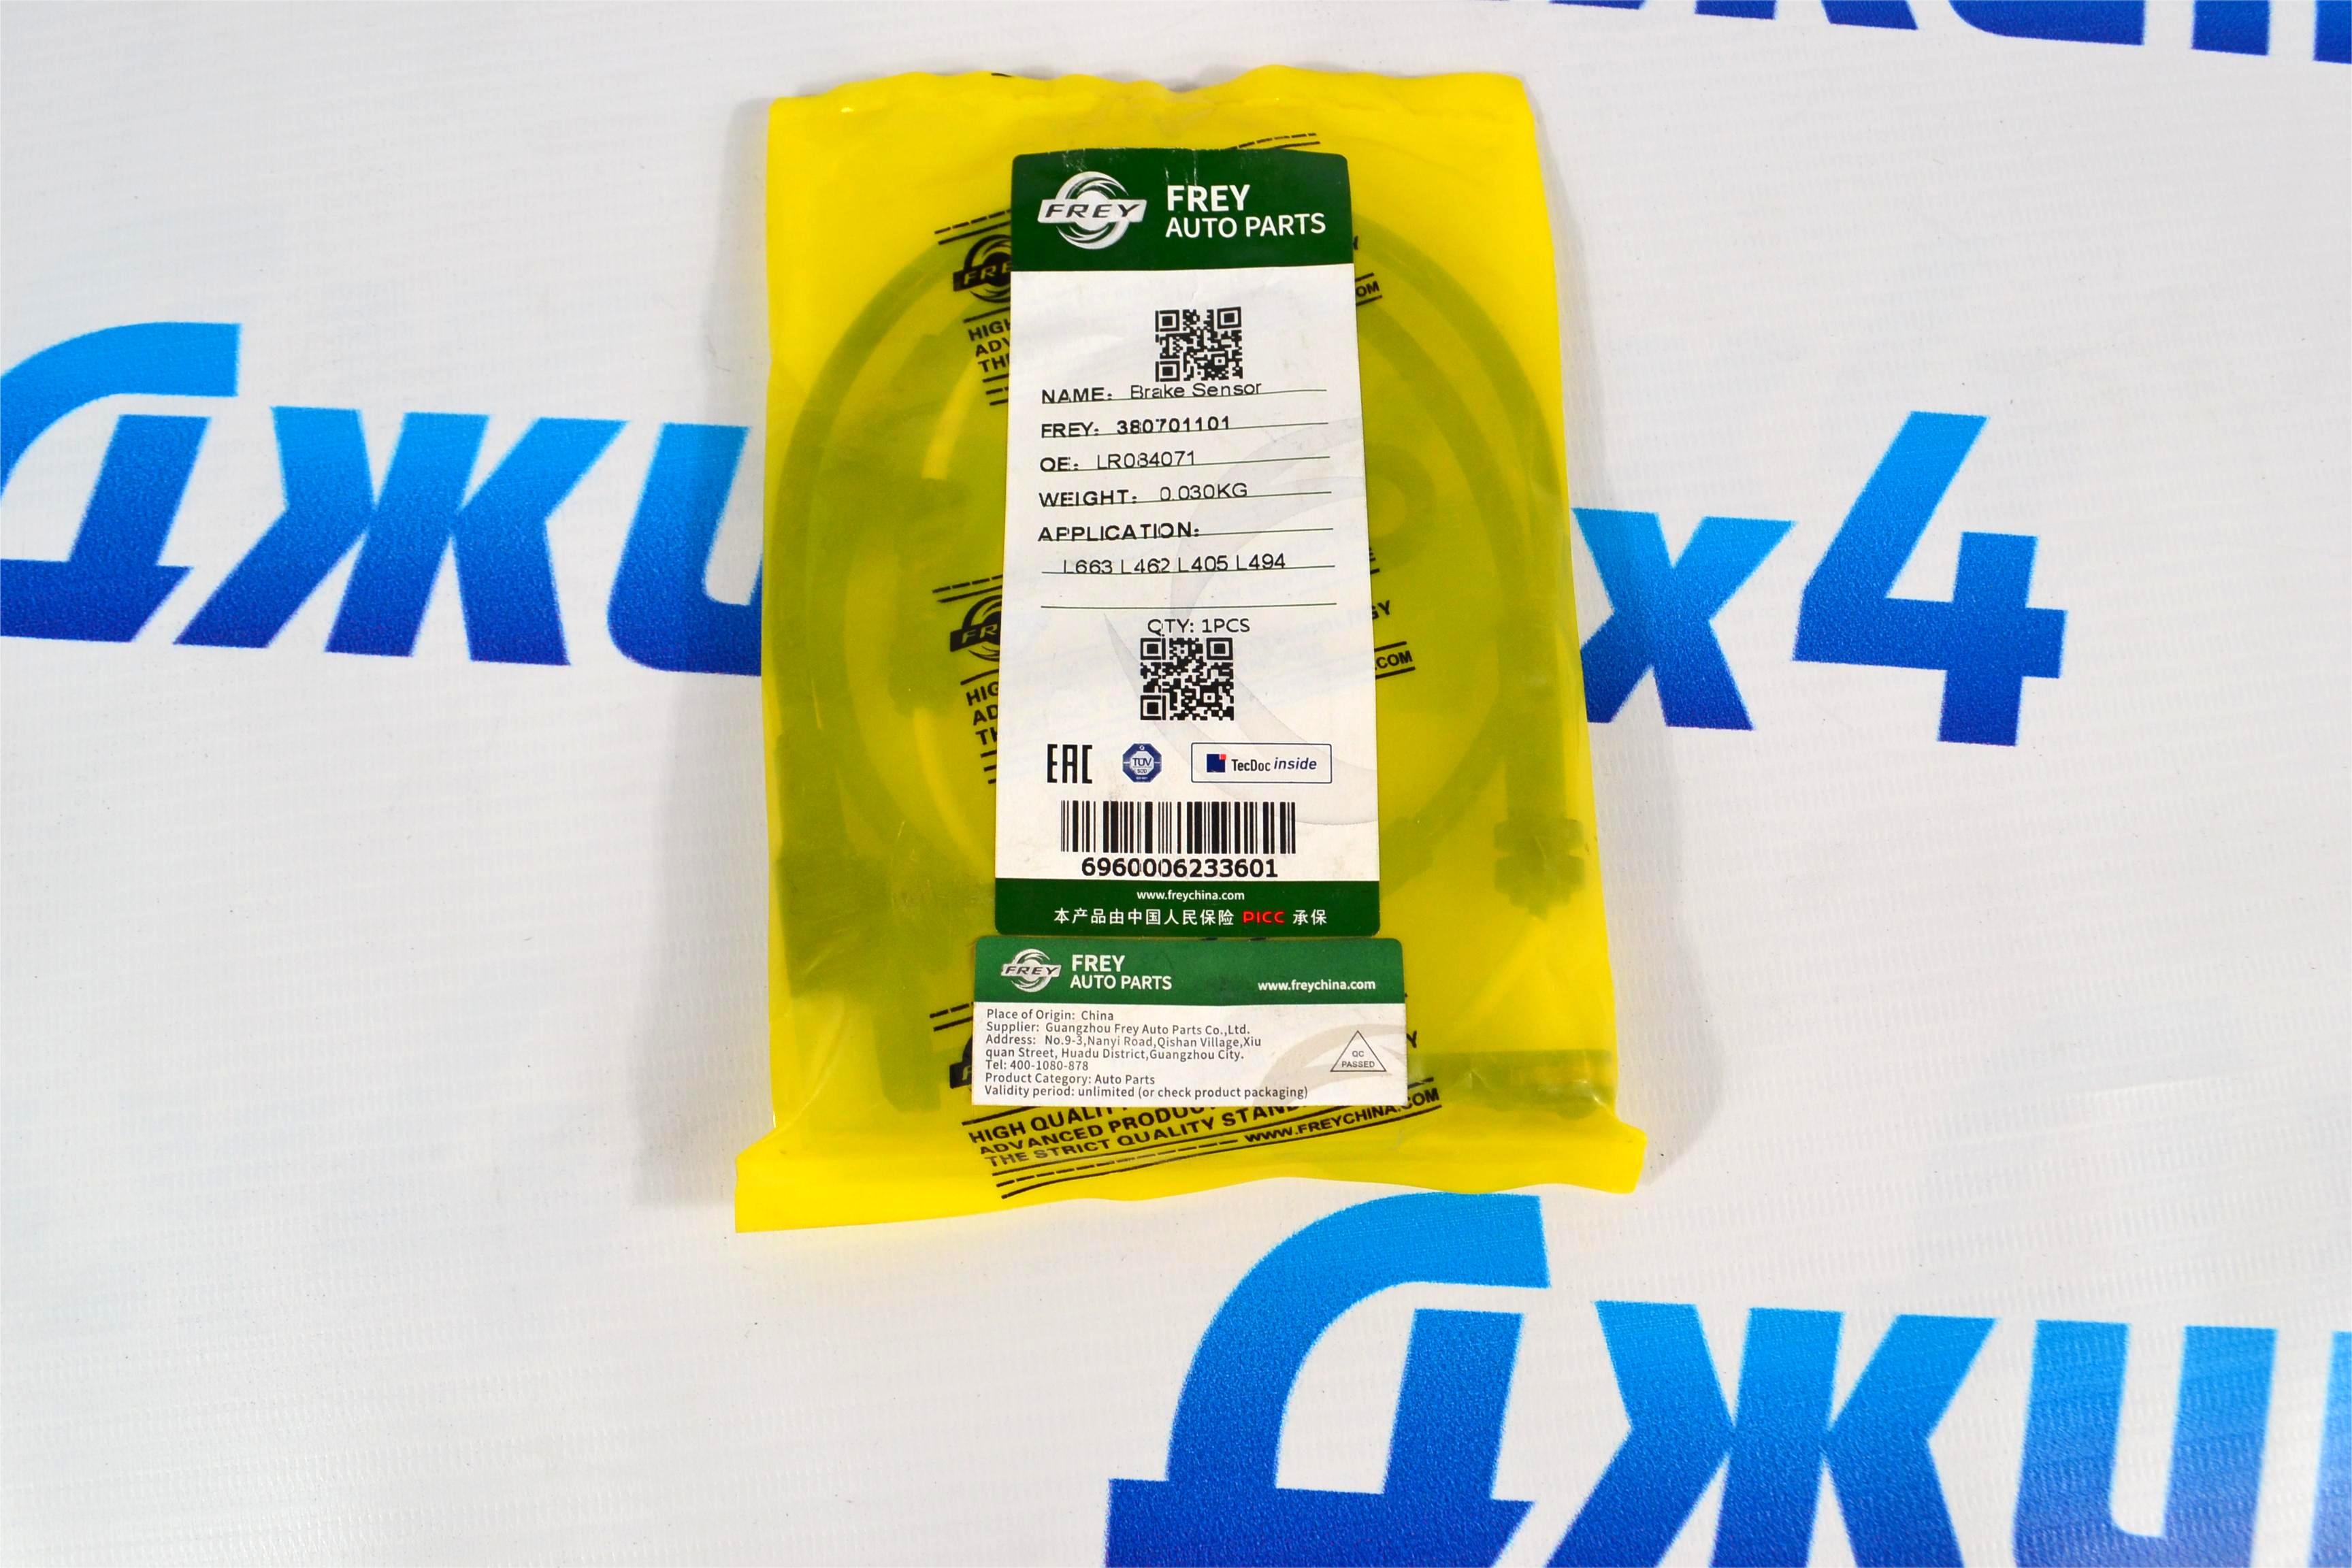 FREY
FREY
AUTO PARTS
NAME: Brake Sensor
FREY: 380701101
OE: LR084071
WEIGHT: 0.030KG
APPLICATION:
L663 L462 L405 L494
QTY: 1PCS
EAC
TÜV
TecDoc inside
6960006233601
www.freychina.com
本产品由中国人民保险 PICC 承保
FREY
FREY
AUTO PARTS
www.freychina.com
Place of Origin: China
Supplier: Guangzhou Frey Auto Parts Co.,Ltd.
Address: No.9-3,Nanyi Road,Qishan Village,Xiu
quan Street, Huadu District,Guangzhou City.
Tel: 400-1080-878
Product Category: Auto Parts
Validity period: unlimited (or check product packaging)
QC
PASSED
HIGH QUALITY
ADVANCED PRODUC
THE STRICT QUALITY STAND
WWW.FREYCHINA.COM
Джи
x4
Джи